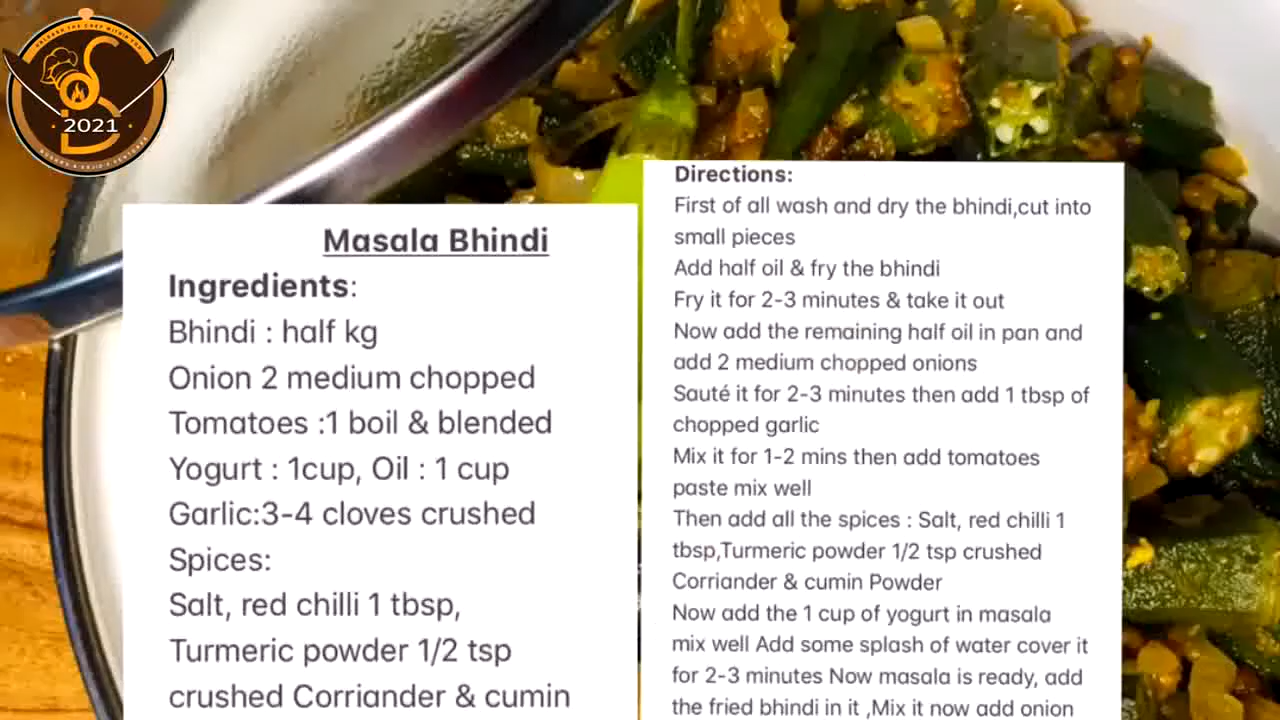 UNLEASH THE CHEF WITHIN YOU
2021
Masala Bhindi
Ingredients:
Bhindi : half kg
Onion 2 medium chopped
Tomatoes :1 boil & blended
Yogurt : 1cup, Oil : 1 cup
Garlic:3-4 cloves crushed
Spices:
Salt, red chilli 1 tbsp,
Turmeric powder 1/2 tsp
crushed Corriander & cumin
Directions:
First of all wash and dry the bhindi,cut into
small pieces
Add half oil & fry the bhindi
Fry it for 2-3 minutes & take it out
Now add the remaining half oil in pan and
add 2 medium chopped onions
Sauté it for 2-3 minutes then add 1 tbsp of
chopped garlic
Mix it for 1-2 mins then add tomatoes
paste mix well
Then add all the spices : Salt, red chilli 1
tbsp,Turmeric powder 1/2 tsp crushed
Corriander & cumin Powder
Now add the 1 cup of yogurt in masala
mix well Add some splash of water cover it
for 2-3 minutes Now masala is ready, add
the fried bhindi in it ,Mix it now add onion